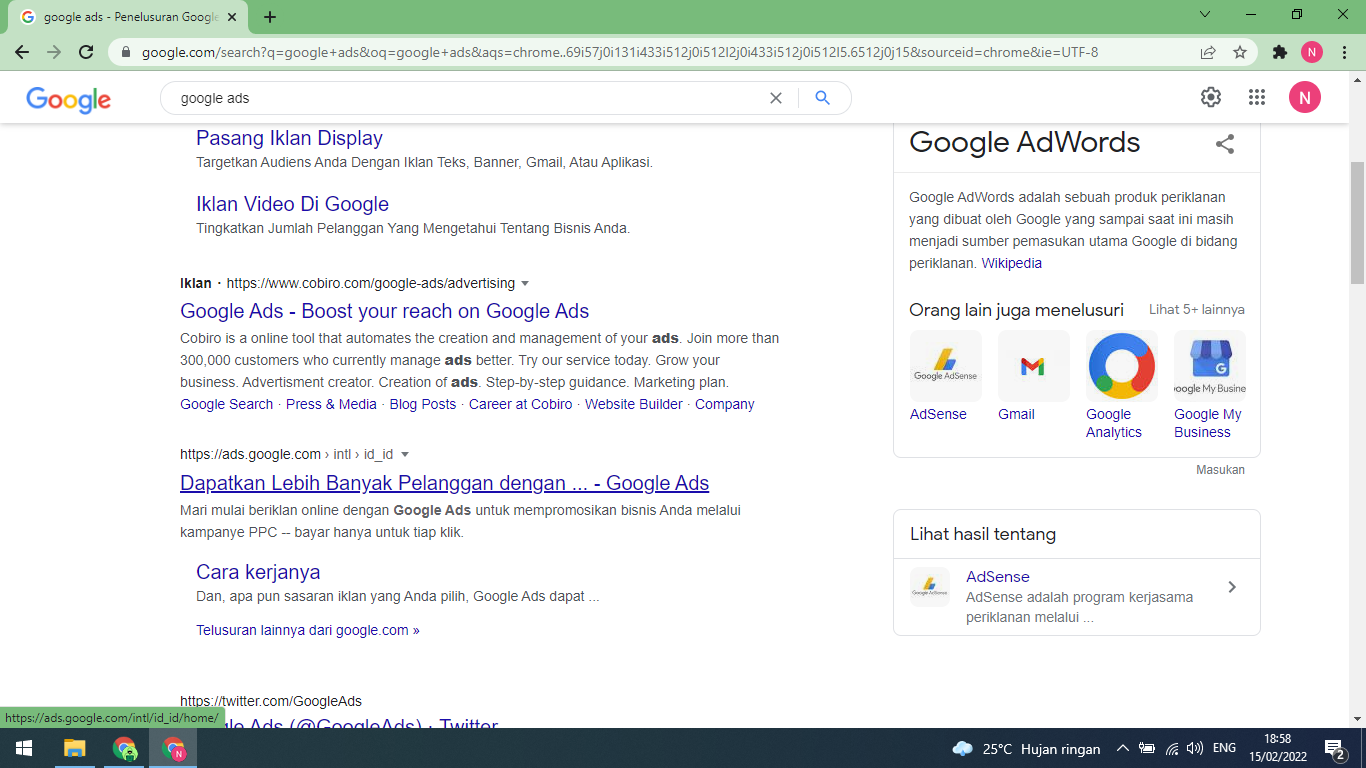 google ads - Penelusuran Google
google.com/search?q=google+ads&oq=google+ads&aqs=chrome..69i57j0i131i433i512j0i512l2j0i433i512j0i512l5.6512j0j15&sourceid=chrome&ie=UTF-8
N
Google
google ads
N
Pasang Iklan Display
Targetkan Audiens Anda Dengan Iklan Teks, Banner, Gmail, Atau Aplikasi.
Iklan Video Di Google
Tingkatkan Jumlah Pelanggan Yang Mengetahui Tentang Bisnis Anda.
Iklan · https://www.cobiro.com/google-ads/advertising
Google Ads - Boost your reach on Google Ads
Cobiro is a online tool that automates the creation and management of your ads. Join more than
300,000 customers who currently manage ads better. Try our service today. Grow your
business. Advertisment creator. Creation of ads. Step-by-step guidance. Marketing plan.
Google Search · Press & Media · Blog Posts · Career at Cobiro · Website Builder · Company
https://ads.google.com › intl › id_id
Dapatkan Lebih Banyak Pelanggan dengan ... - Google Ads
Mari mulai beriklan online dengan Google Ads untuk mempromosikan bisnis Anda melalui
kampanye PPC -- bayar hanya untuk tiap klik.
Cara kerjanya
Dan, apa pun sasaran iklan yang Anda pilih, Google Ads dapat ...
Telusuran lainnya dari google.com »
https://twitter.com/GoogleAds
Ads (@GoogleAds) · Twitter
https://ads.google.com/intl/id_id/home/
Google AdWords
Google AdWords adalah sebuah produk periklanan
yang dibuat oleh Google yang sampai saat ini masih
menjadi sumber pemasukan utama Google di bidang
periklanan. Wikipedia
Orang lain juga menelusuri
Lihat 5+ lainnya
Google AdSense
G
oogle My Busine
AdSense
Gmail
Google
Analytics
Google My
Business
Masukan
Lihat hasil tentang
Google AdSense
AdSense
AdSense adalah program kerjasama
periklanan melalui ...
N
25°C Hujan ringan
ENG
18:58
15/02/2022
2